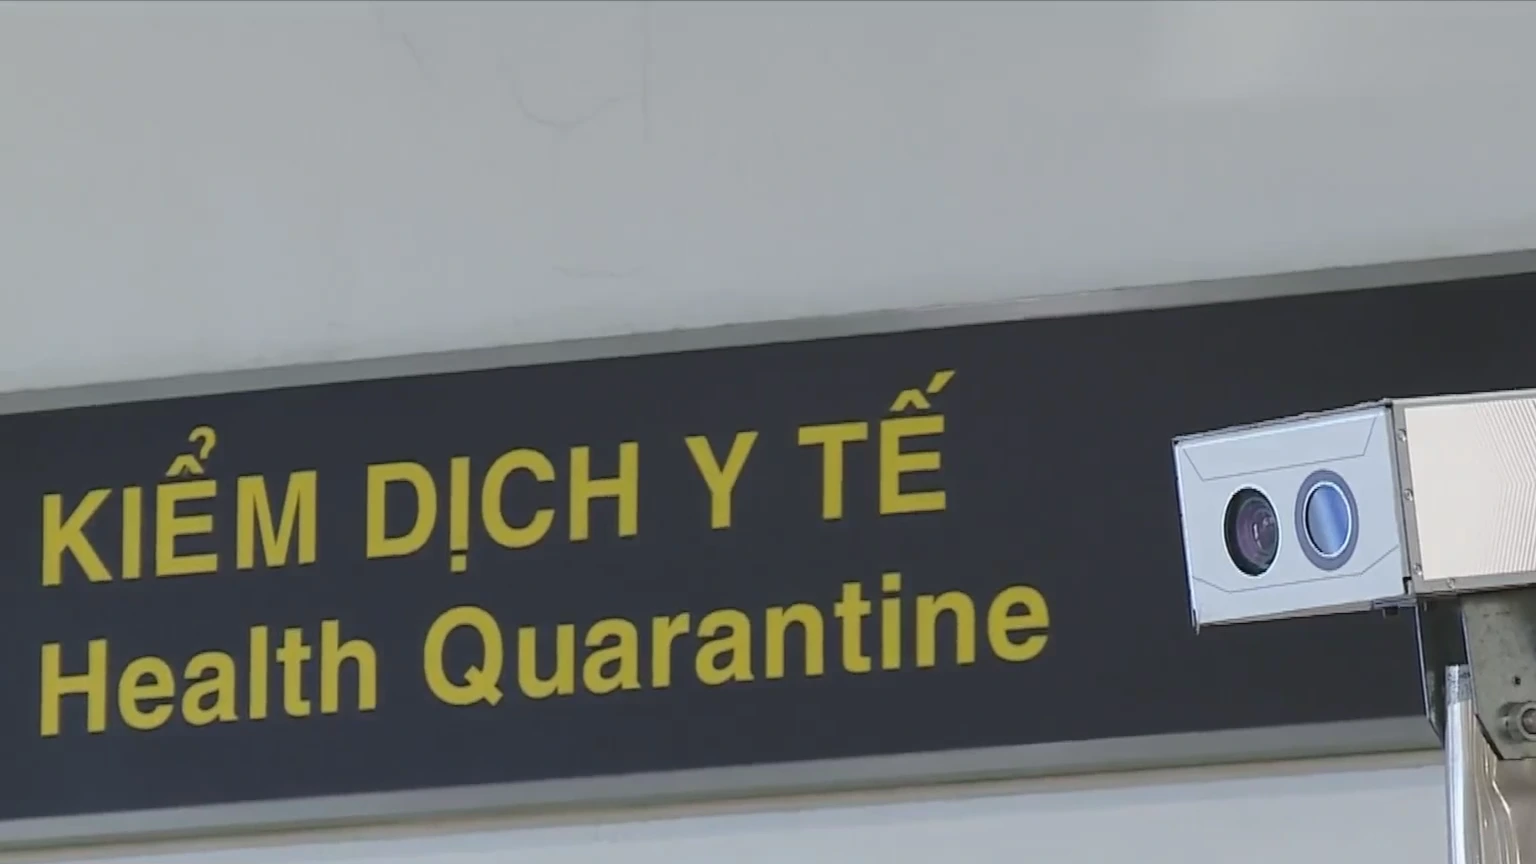 KIỂM DỊCH Y TẾ
Health Quarantine